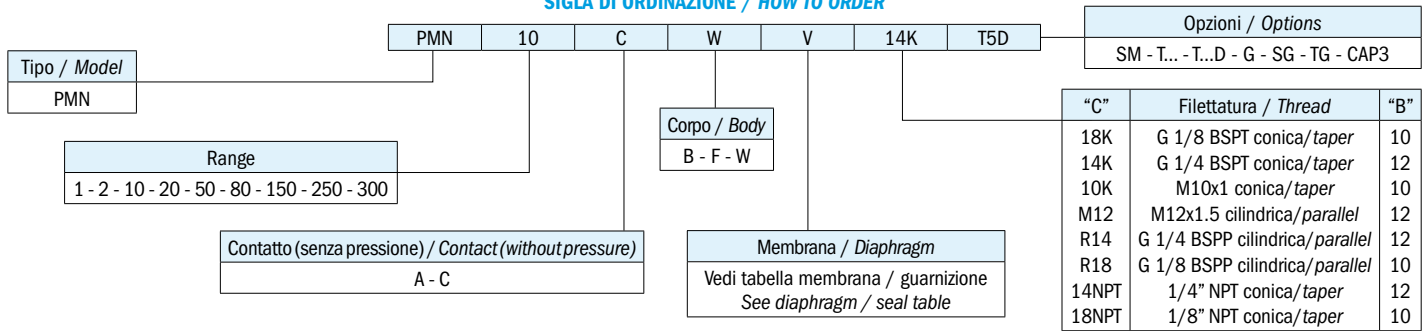 SIGLA DI ORDINAZIONE / HOW TO ORDER
PMN 10 C W V 14K T5D
Opzioni / Options
SM - T... - T...D - G - SG - TG - CAP3
Tipo / Model
PMN
Range
1 - 2 - 10 - 20 - 50 - 80 - 150 - 250 - 300
Contatto (senza pressione) / Contact (without pressure)
A - C
Corpo / Body
B - F - W
Membrana / Diaphragm
Vedi tabella membrana / guarnizione
See diaphragm / seal table
“C” Filettatura / Thread “B”
18K G 1/8 BSPT conica/taper 10
14K G 1/4 BSPT conica/taper 12
10K M10x1 conica/taper 10
M12 M12x1.5 cilindrica/parallel 12
R14 G 1/4 BSPP cilindrica/parallel 12
R18 G 1/8 BSPP cilindrica/parallel 10
14NPT 1/4” NPT conica/taper 12
18NPT 1/8” NPT conica/taper 10